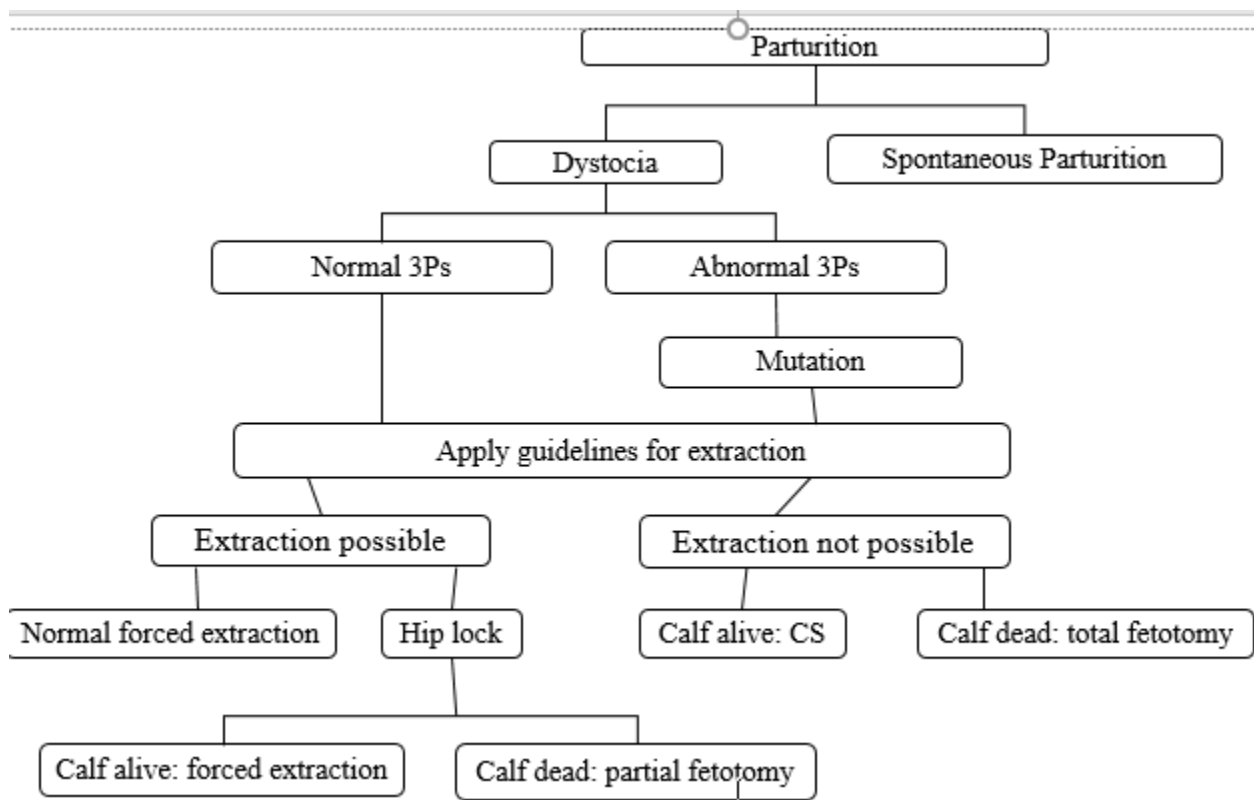 Parturition
Dystocia
Spontaneous Parturition
Normal 3Ps
Abnormal 3Ps
Mutation
Apply guidelines for extraction
Extraction possible
Extraction not possible
Normal forced extraction
Hip lock
Calf alive: CS
Calf dead: total fetotomy
Calf alive: forced extraction
Calf dead: partial fetotomy